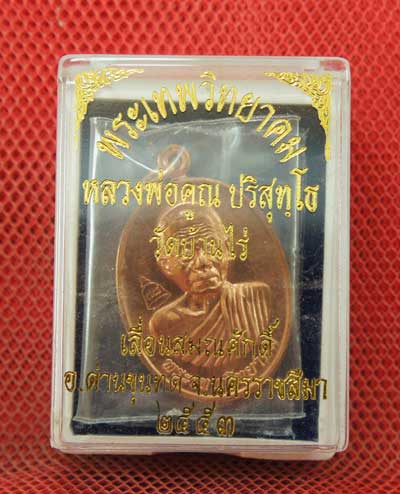 พระเทพวิทยาคม
หลวงพ่อคูณ ปริสุทฺโธ
วัดบ้านไร่
เลื่อนสมณศักดิ์
อ.ด่านขุนทด จ.นครราชสีมา
๒๕๕๓